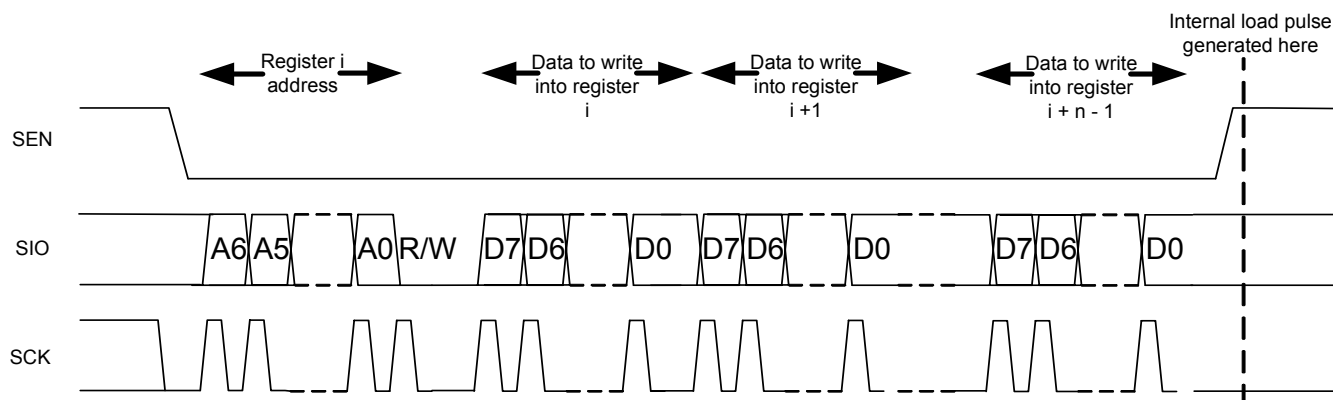 Internal load pulse
generated here
Register i
address
Data to write
into register
i
Data to write
into register
i +1
Data to write
into register
i + n - 1
SEN
SIO
A6 A5 A0 R/W D7 D6 D0 D7 D6 D0 D7 D6 D0
SCK